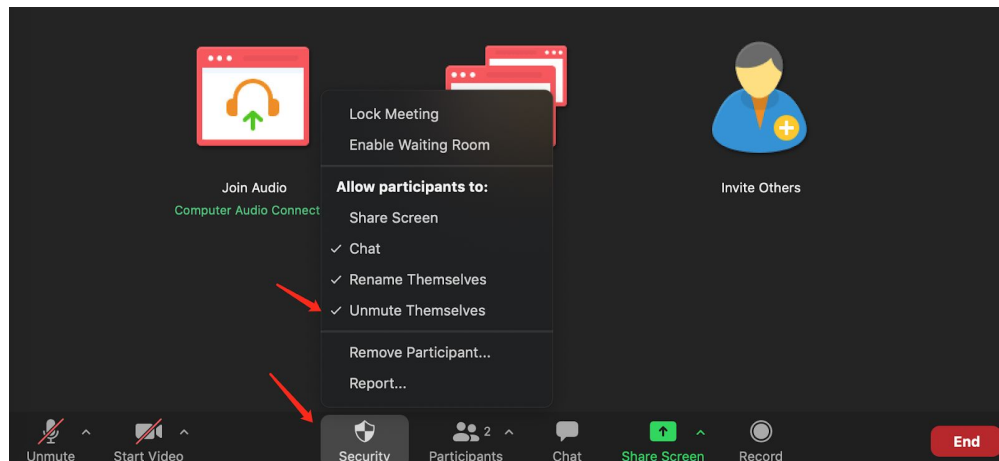 Lock Meeting
Enable Waiting Room
Allow participants to:
Share Screen
Chat
Rename Themselves
Unmute Themselves
Remove Participant...
Report...
Join Audio
Computer Audio Connect
Invite Others
Unmute
Start Video
Security
2
Participants
Chat
Share Screen
Record
End